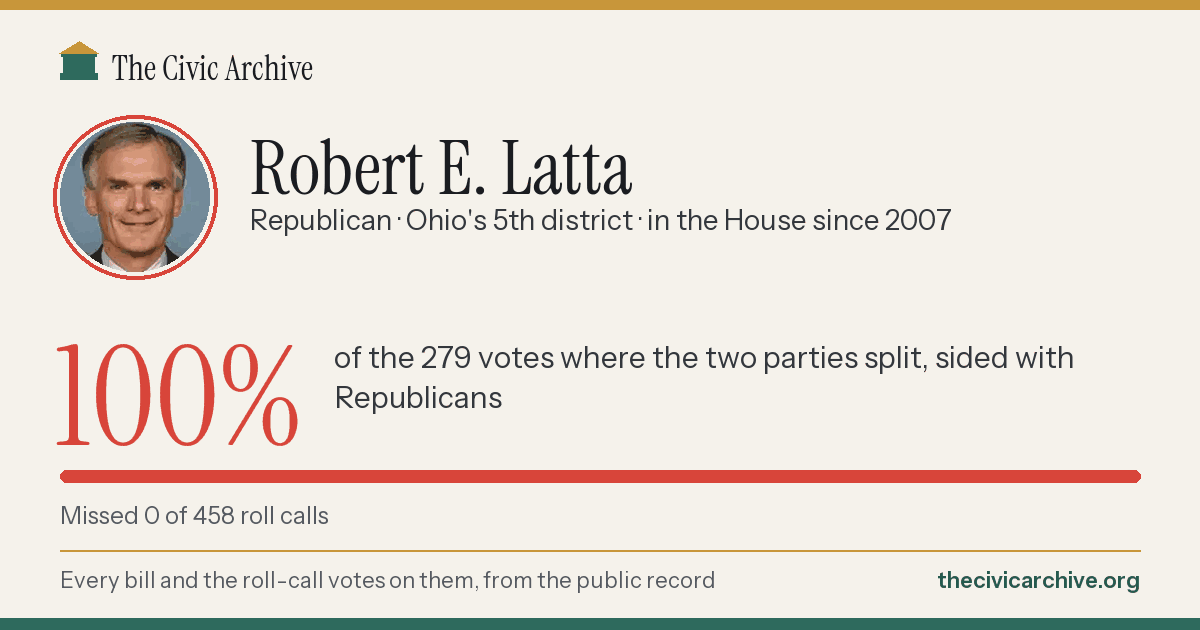 The Civic Archive
Robert E. Latta
Republican · Ohio's 5th district · in the House since 2007
100%
of the 279 votes where the two parties split, sided with
Republicans
Missed 0 of 458 roll calls
Every bill and the roll-call votes on them, from the public record
thecivicarchive.org